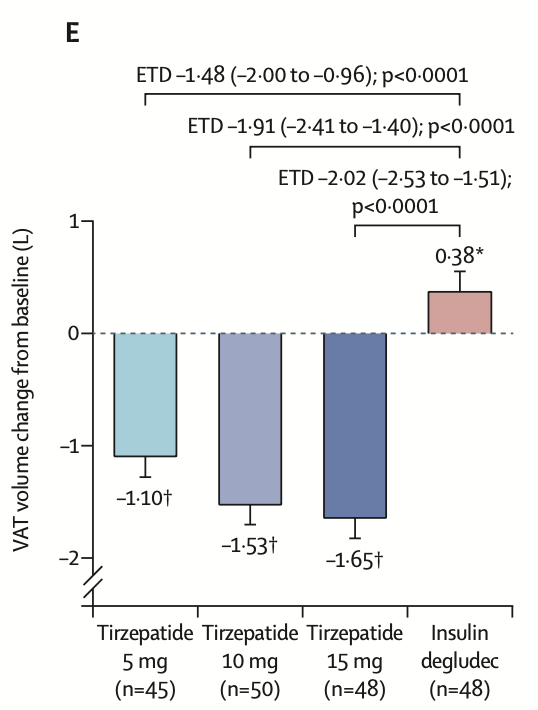 E
ETD –1·48 (–2·00 to –0·96); p<0·0001
ETD –1·91 (–2·41 to –1·40); p<0·0001
ETD –2·02 (–2·53 to –1·51);
p<0·0001
VAT volume change from baseline (L)
1
0
–1
–2
0·38*
–1·10†
–1·53†
–1·65†
Tirzepatide
5 mg
(n=45)
Tirzepatide
10 mg
(n=50)
Tirzepatide
15 mg
(n=48)
Insulin
degludec
(n=48)